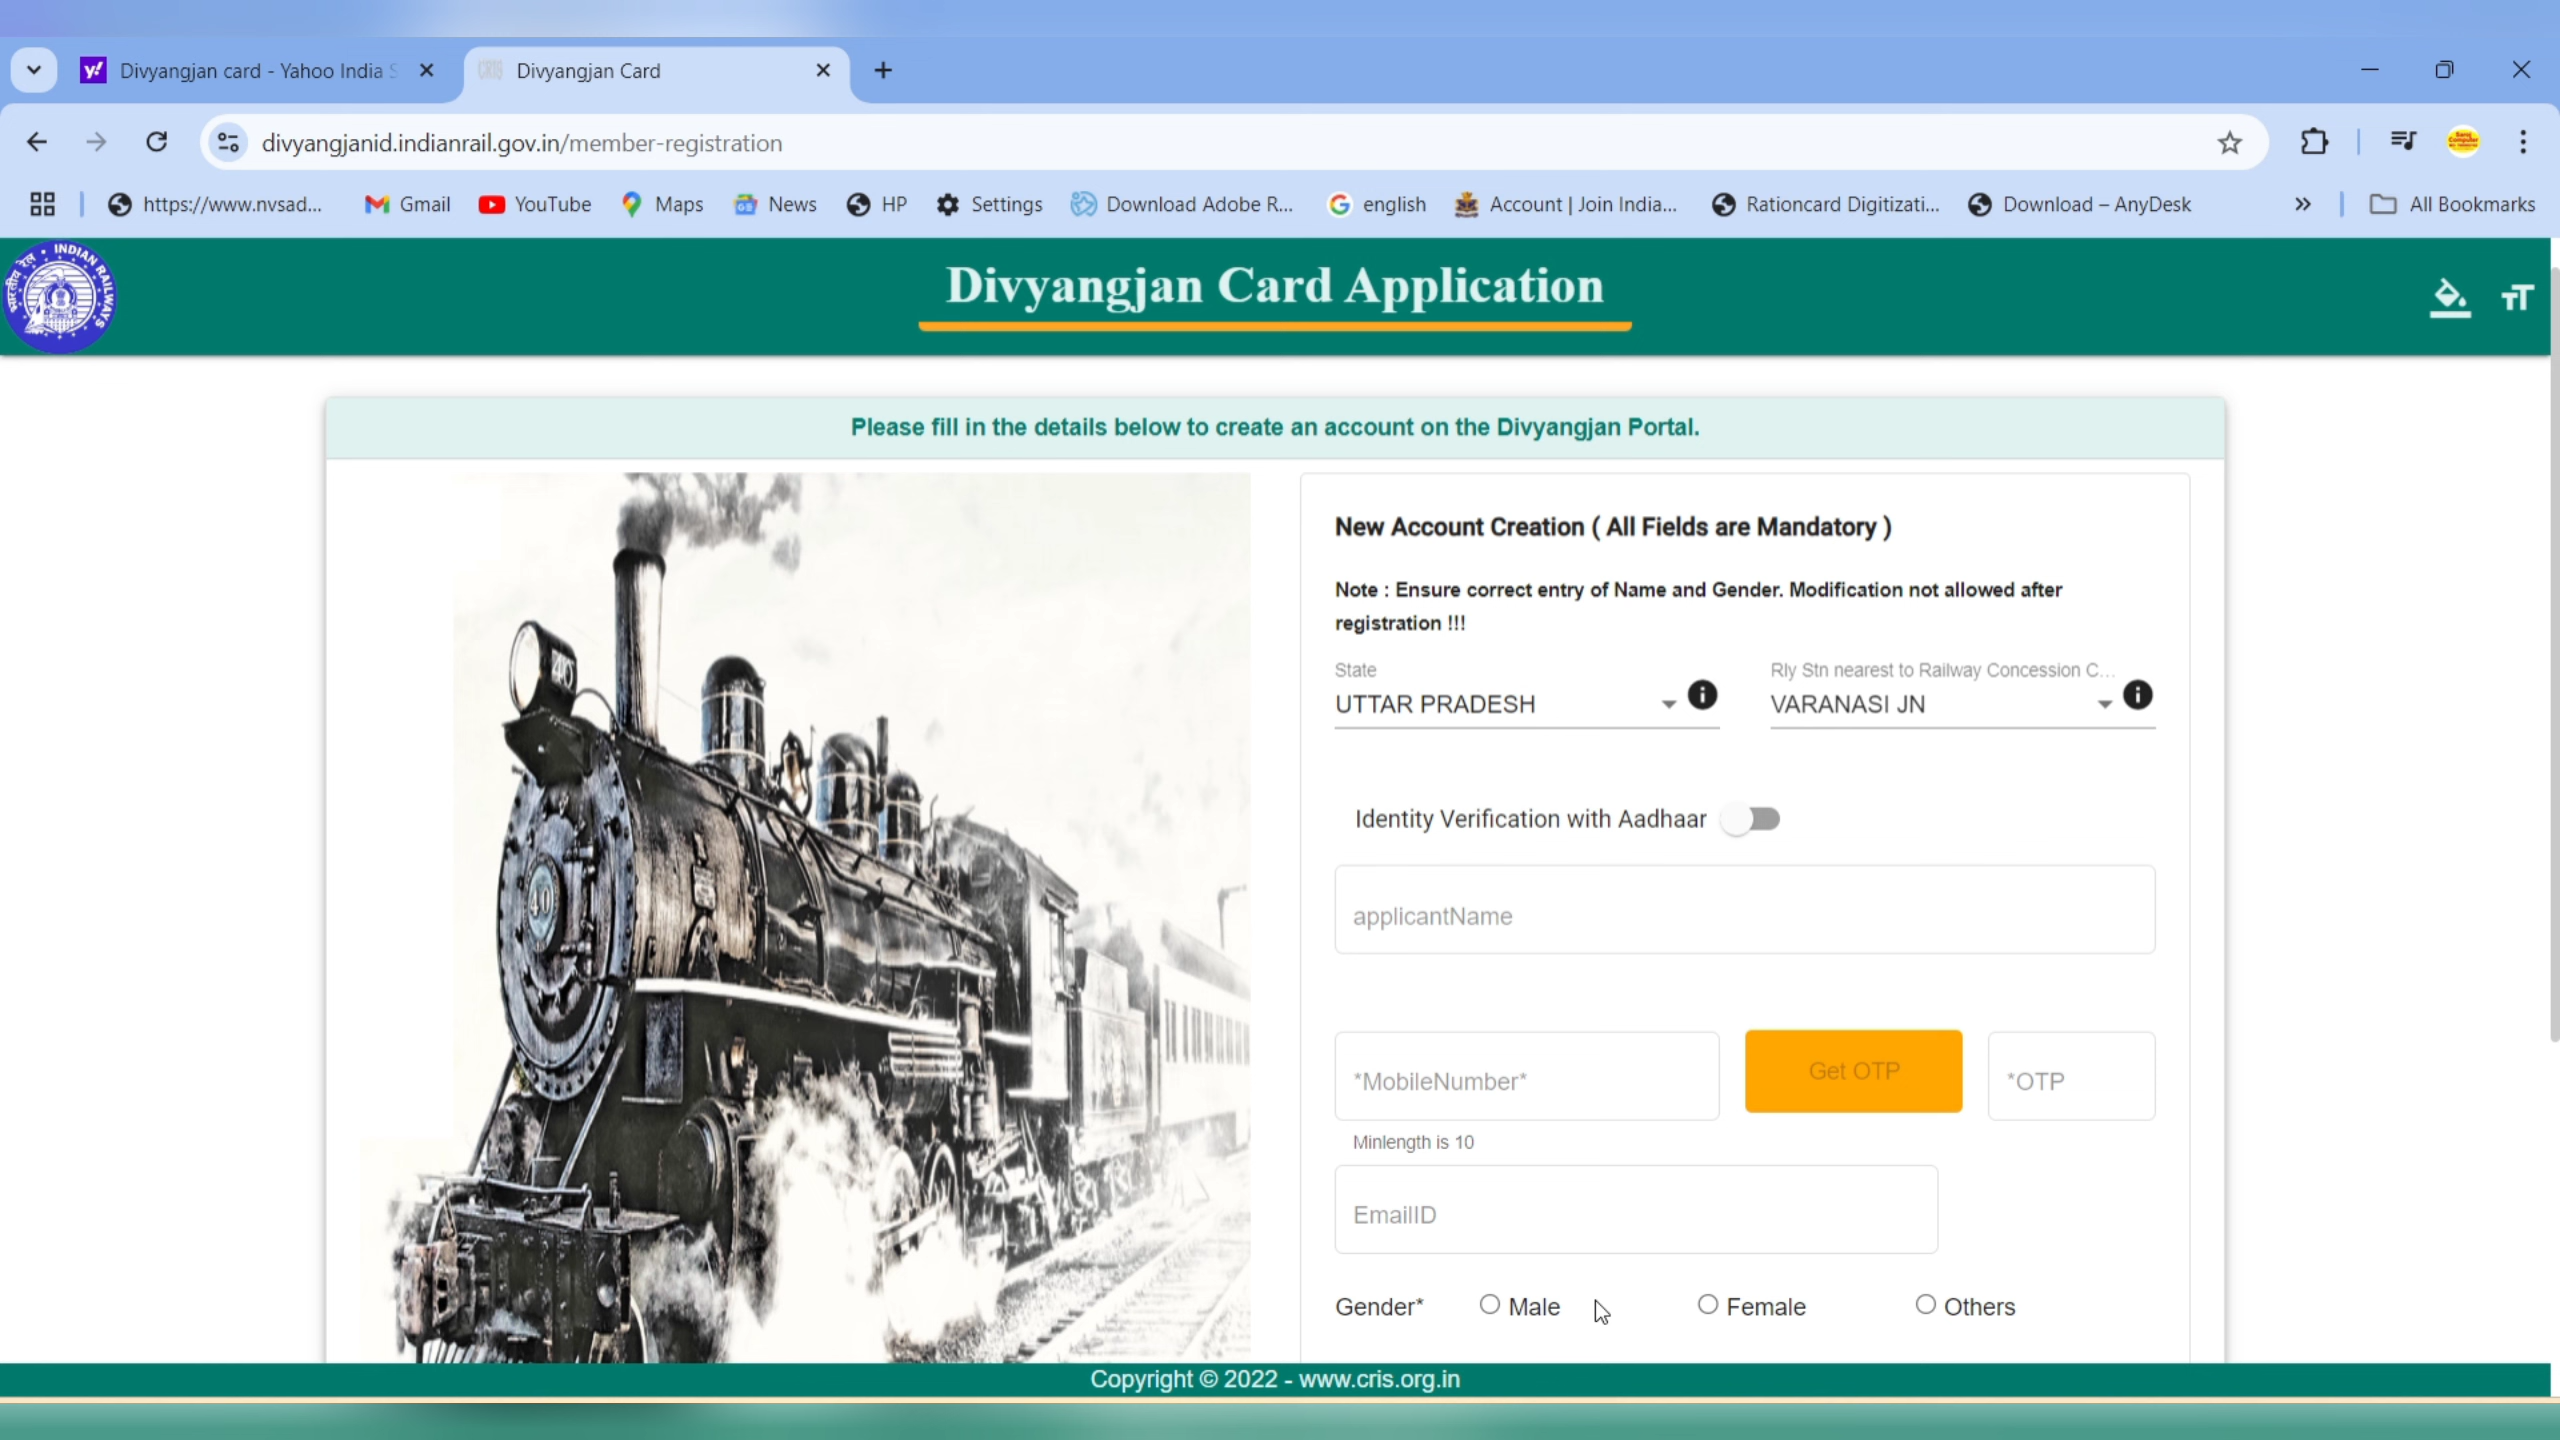 Divyangjan card - Yahoo India S
Divyangjan Card
divyangjanid.indianrail.gov.in/member-registration
https://www.nvsad...
Gmail
YouTube
Maps
News
HP
Settings
Download Adobe R...
english
Account | Join India...
Rationcard Digitizati...
Download – AnyDesk
All Bookmarks
INDIAN RAILWAYS
भारतीय रेल
Divyangjan Card Application
Please fill in the details below to create an account on the Divyangjan Portal.
40
New Account Creation ( All Fields are Mandatory )
Note : Ensure correct entry of Name and Gender. Modification not allowed after
registration !!!
State
Rly Stn nearest to Railway Concession C...
UTTAR PRADESH
VARANASI JN
Identity Verification with Aadhaar
applicantName
*MobileNumber*
Get OTP
*OTP
Minlength is 10
EmailID
Gender*
Male
Female
Others
Copyright © 2022 - www.cris.org.in